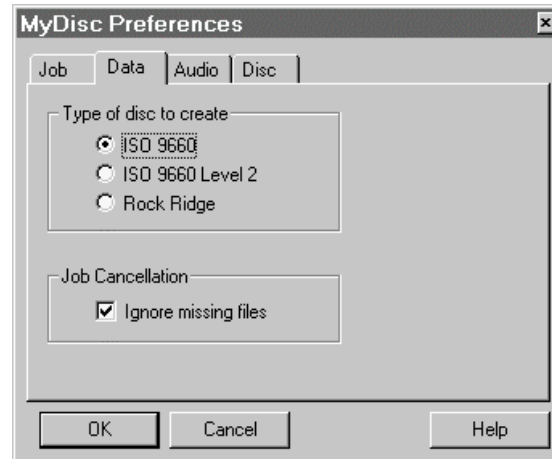 MyDisc Preferences
Job Data Audio Disc
Type of disc to create
ISO 9660
ISO 9660 Level 2
Rock Ridge
Job Cancellation
Ignore missing files
OK Cancel Help